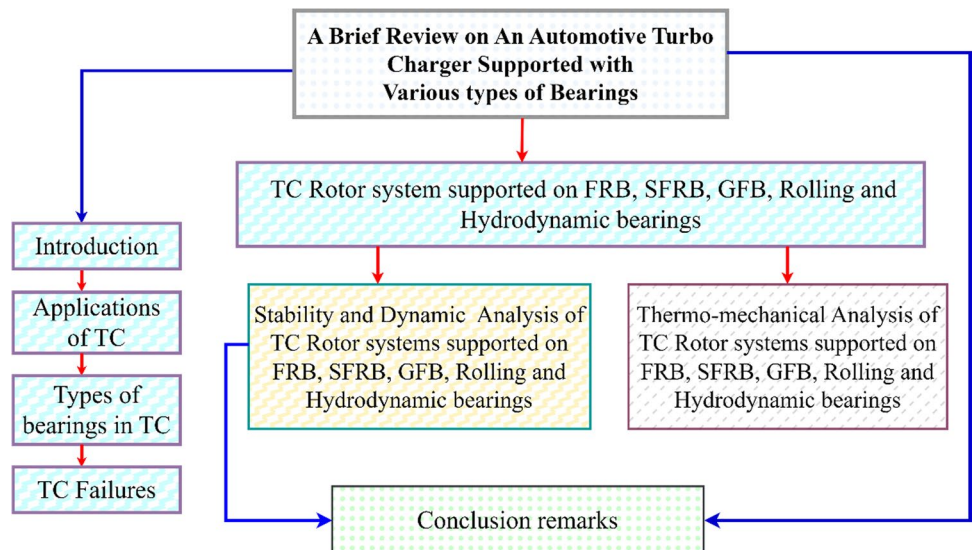 A Brief Review on An Automotive Turbo
Charger Supported with
Various types of Bearings
TC Rotor system supported on FRB, SFRB, GFB, Rolling and
Hydrodynamic bearings
Introduction
Applications
of TC
Types of
bearings in TC
TC Failures
Stability and Dynamic Analysis of
TC Rotor systems supported on
FRB, SFRB, GFB, Rolling and
Hydrodynamic bearings
Thermo-mechanical Analysis of
TC Rotor systems supported on
FRB, SFRB, GFB, Rolling and
Hydrodynamic bearings
Conclusion remarks